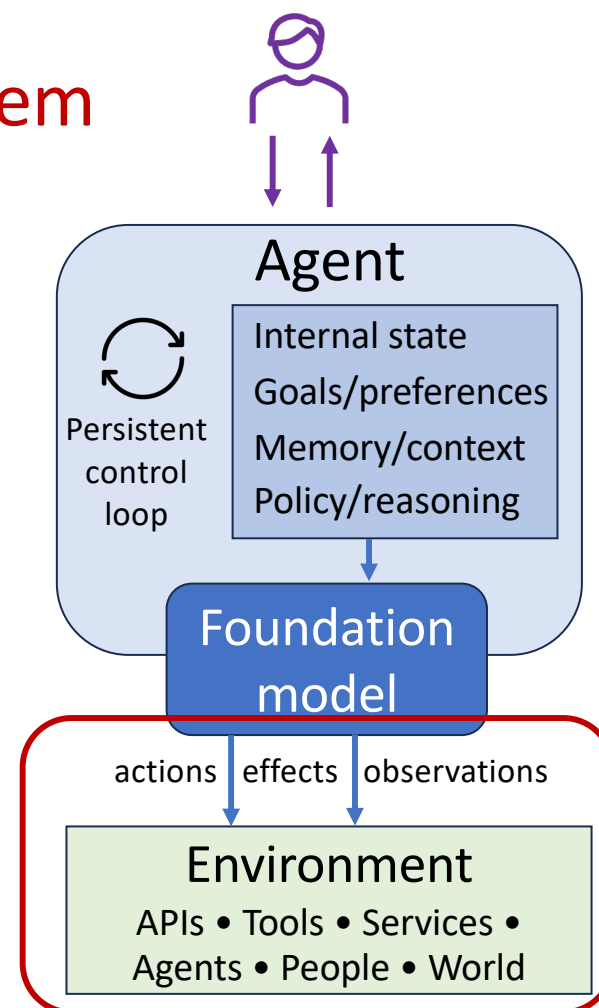 em
Agent
Internal state
Goals/preferences
Memory/context
Policy/reasoning
Persistent
control
loop
Foundation
model
actions effects observations
Environment
APIs • Tools • Services •
Agents • People • World